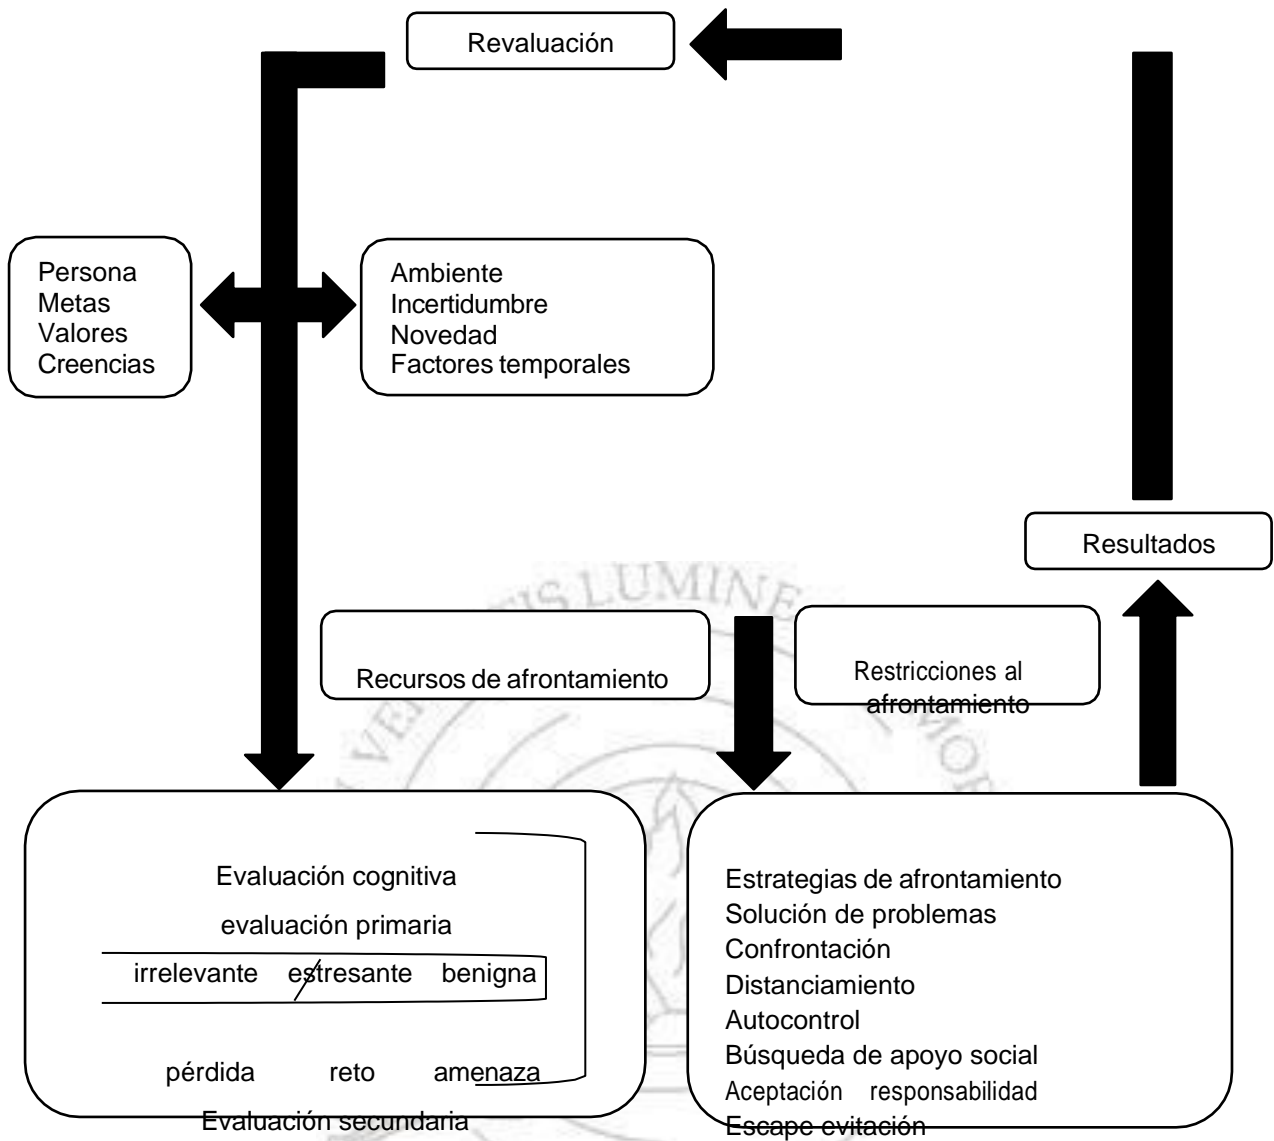 Revaluación
Persona
Metas
Valores
Creencias
Ambiente
Incertidumbre
Novedad
Factores temporales
Resultados
LUMINE
Recursos de afrontamiento
Restricciones al
afrontamiento
Evaluación cognitiva
evaluación primaria
irrelevante estresante benigna
pérdida reto amenaza
Evaluación secundaria
Estrategias de afrontamiento
Solución de problemas
Confrontación
Distanciamiento
Autocontrol
Búsqueda de apoyo social
Aceptación responsabilidad
Escape evitación